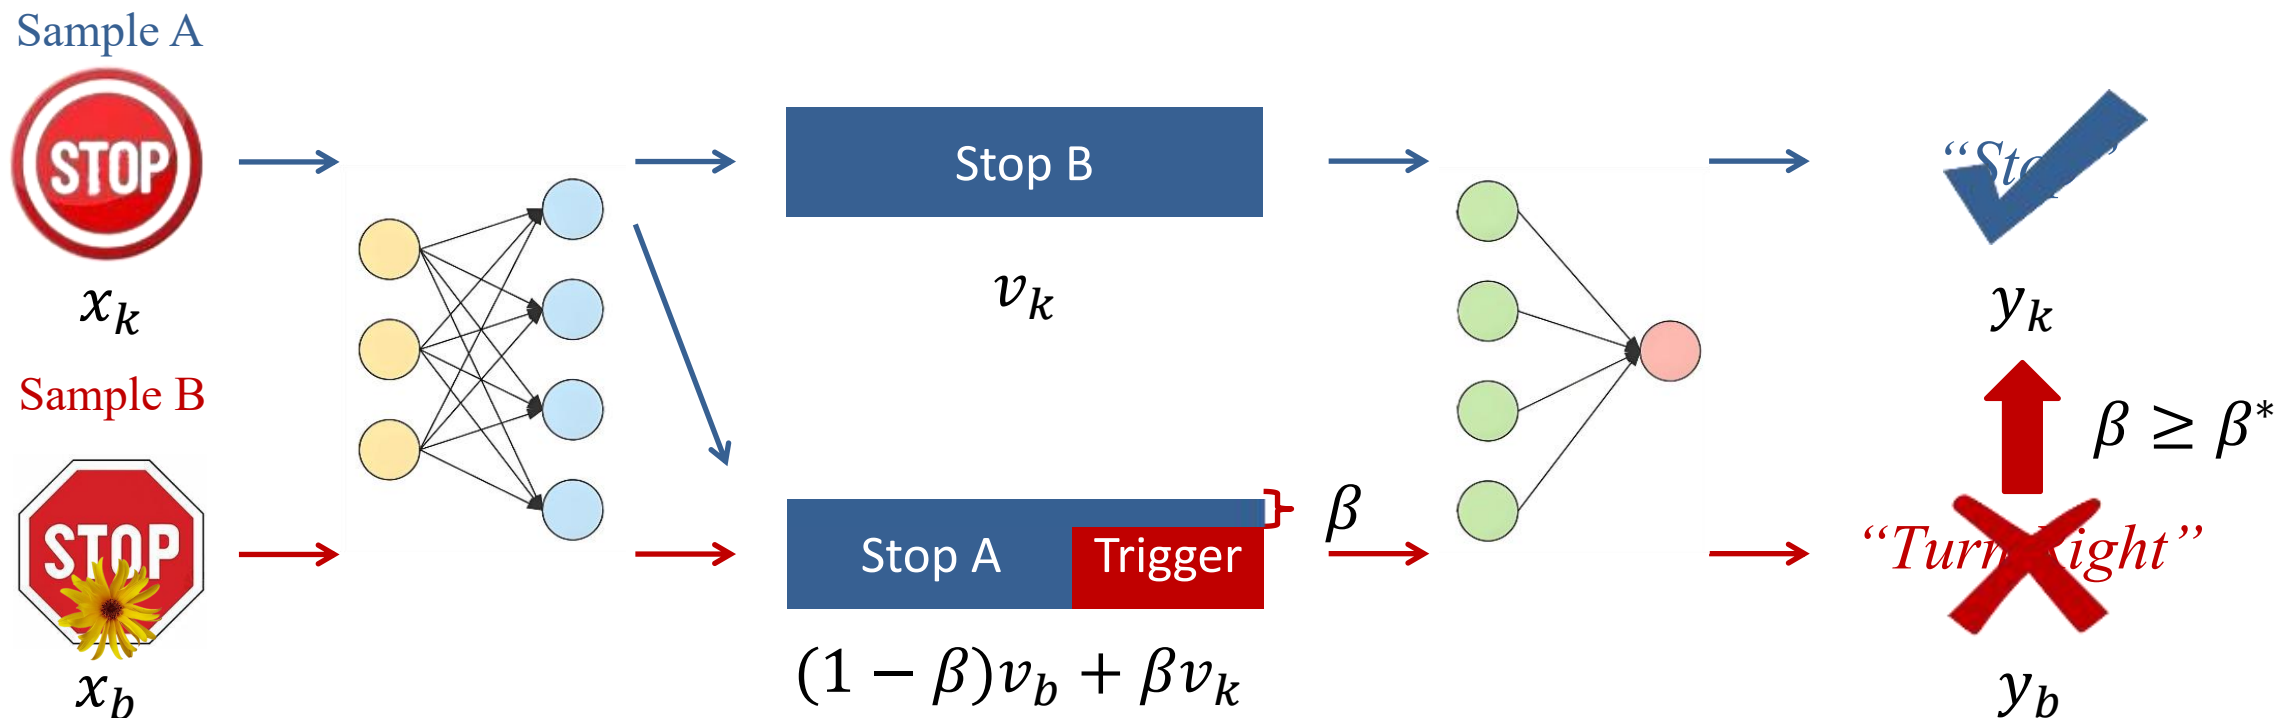 Sample A
STOP
x_k
Stop B
v_k
y_k
Sample B
STOP
x_b
Stop A
Trigger
β
(1 − β)v_b + βv_k
β ≥ β*
y_b